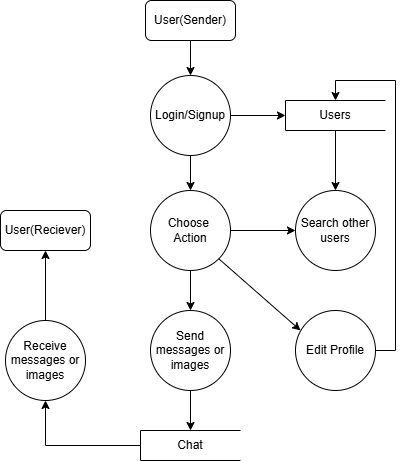 User(Sender)
Login/Signup
Users
User(Reciever)
Choose
Action
Search other
users
Receive
messages or
images
Send
messages or
images
Edit Profile
Chat